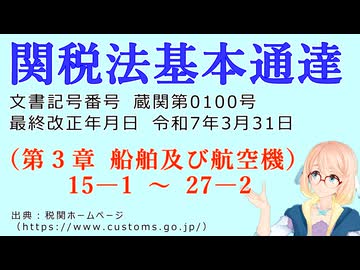 関税法基本通達
文書記号番号 蔵関第0100号
最終改正年月日 令和7年3月31日
（第３章 船舶及び航空機）
15―1 ～ 27―2
出典：税関ホームページ
（https://www.customs.go.jp/）